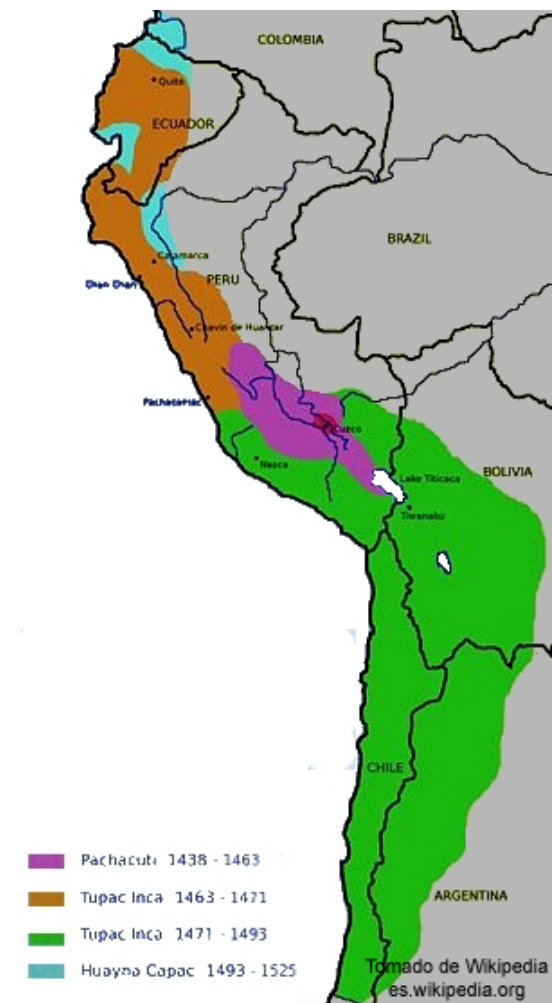 COLOMBIA
Quito
ECUADOR
BRAZIL
Cajamarca
PERU
Chan Chan
Chavin de Huantar
Pachacamac
Cuzco
Nazca
Lake Titicaca
BOLIVIA
Tiwanaku
CHILE
ARGENTINA
Pachacuti 1438 - 1463
Tupac Inca 1463 - 1471
Tupac Inca 1471 - 1493
Huayna Capac 1493 - 1525
Tomado de Wikipedia
es.wikipedia.org